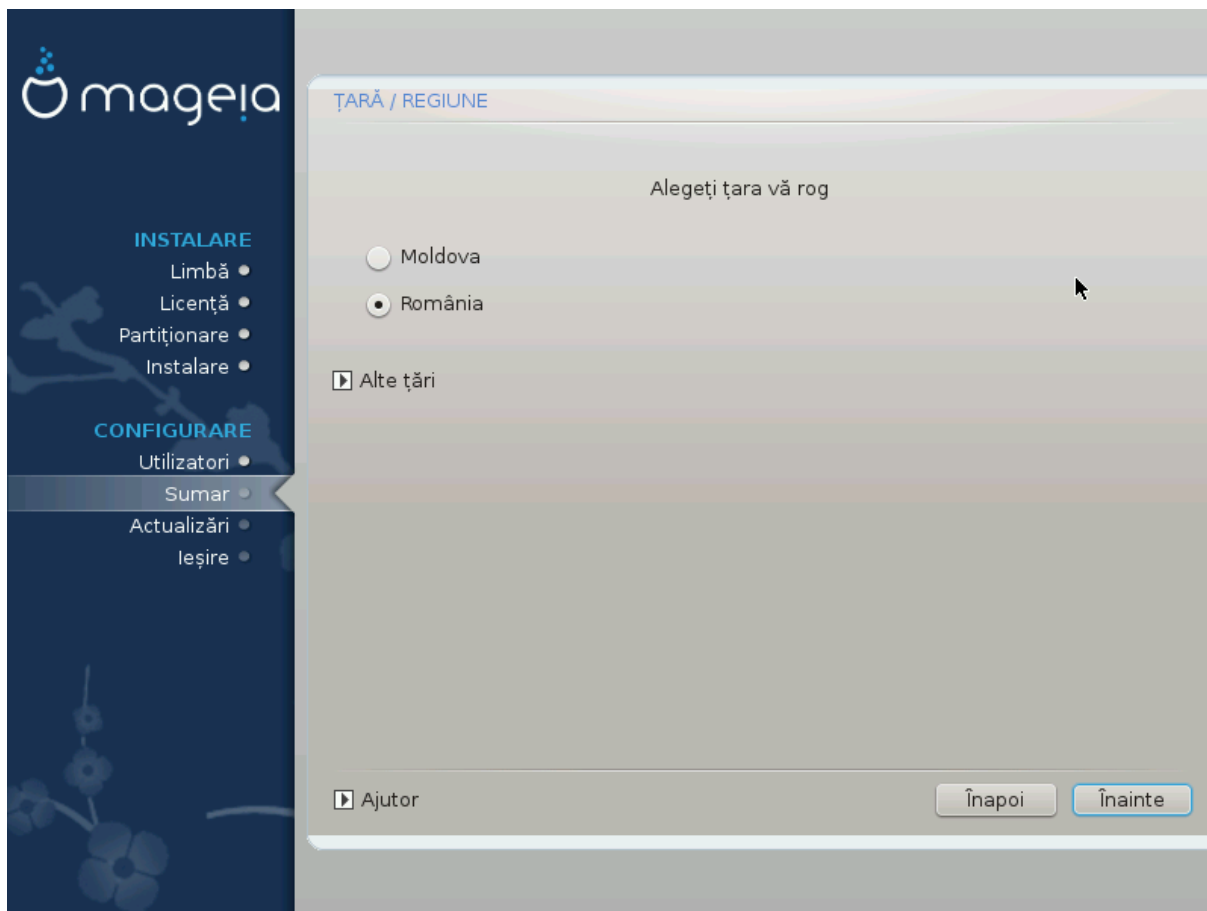 mageia
INSTALARE
Limbă
Licență
Partiționare
Instalare
CONFIGURARE
Utilizatori
Sumar
Actualizări
Ieșire
ȚARĂ / REGIUNE
Alegeți țara vă rog
Moldova
România
Alte țări
Ajutor
Înapoi
Înainte